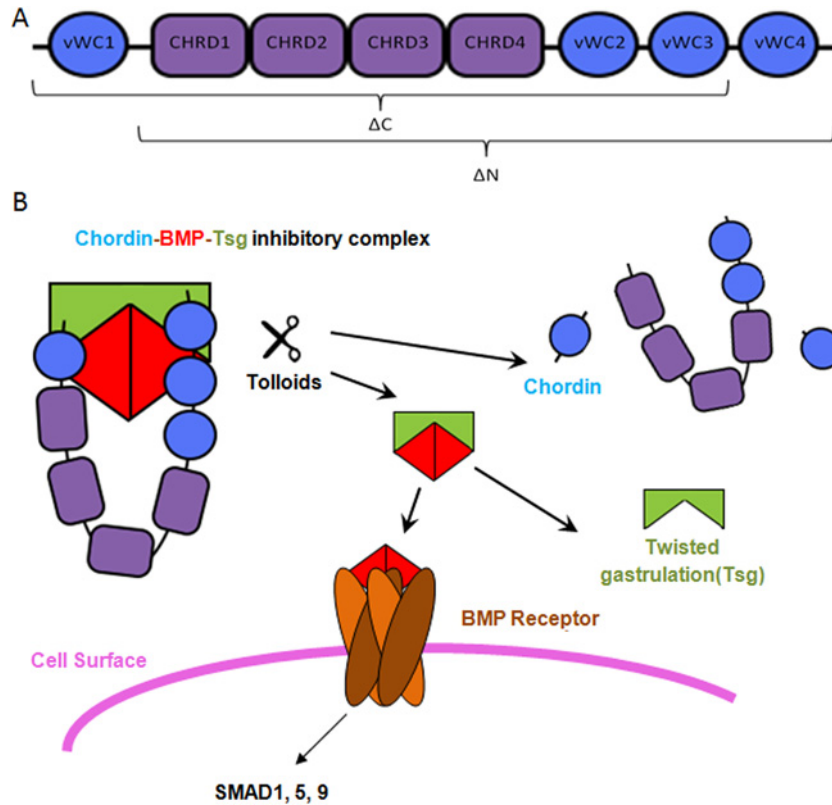 A
vWC1 CHRD1 CHRD2 CHRD3 CHRD4 vWC2 vWC3 vWC4
ΔC
ΔN
B
Chordin-BMP-Tsg inhibitory complex
Tolloids
Chordin
Twisted
gastrulation(Tsg)
BMP Receptor
Cell Surface
SMAD1, 5, 9